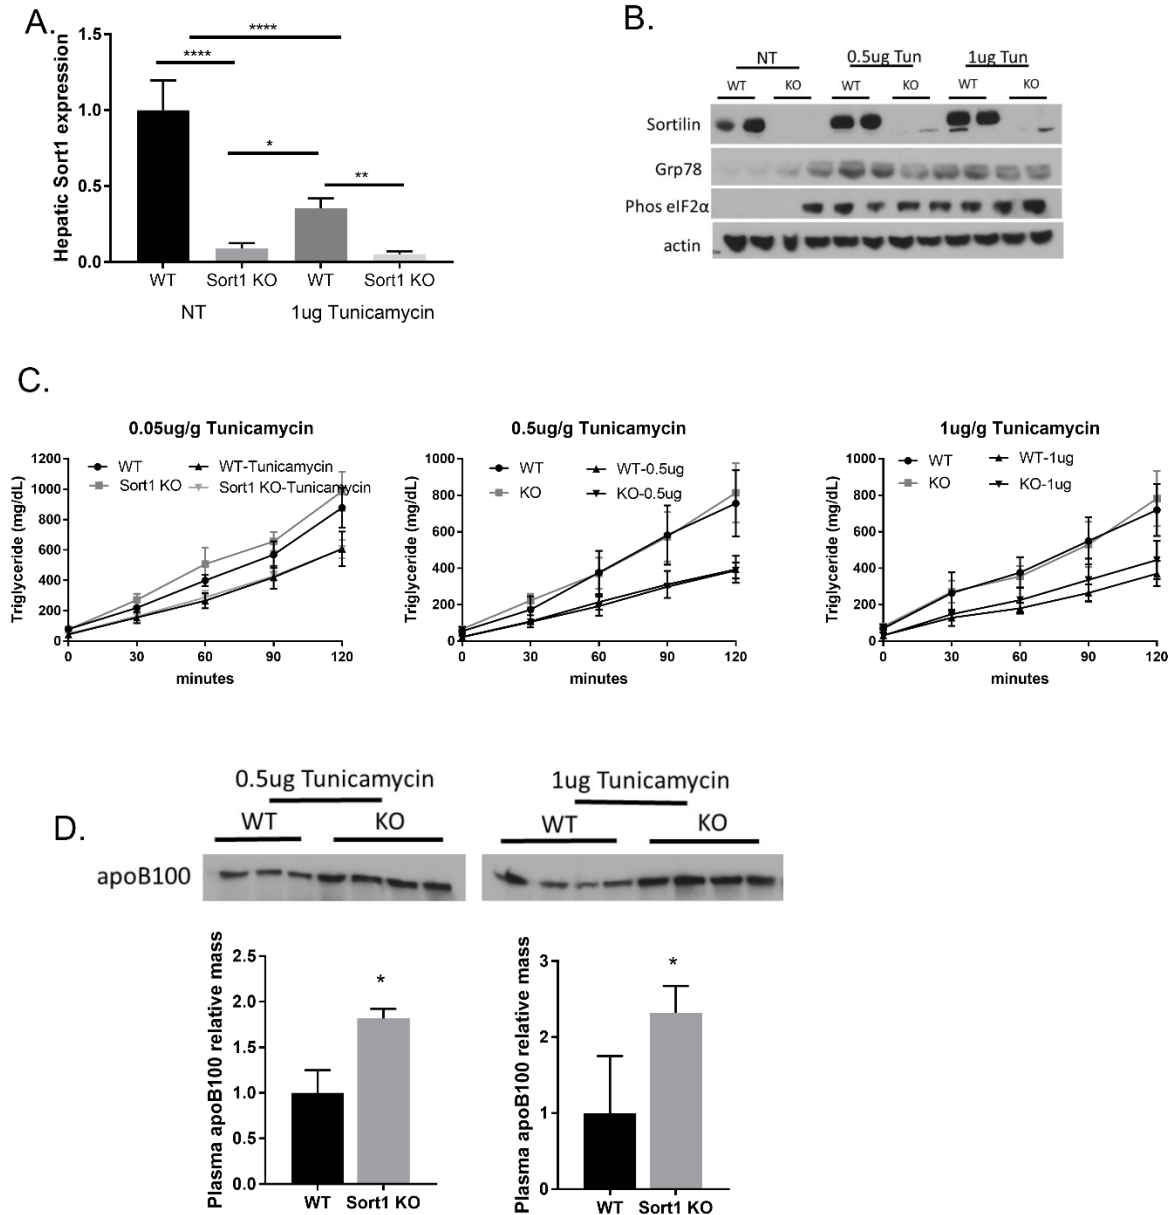 A.
Hepatic Sort1 expression
1.5
1.0
0.5
0.0
****
****
*
**
WT
Sort1 KO
WT
Sort1 KO
NT
1ug Tunicamycin
B.
NT
0.5ug Tun
1ug Tun
WT
KO
WT
KO
WT
KO
Sortilin
Grp78
Phos eIF2α
actin
C.
0.05ug/g Tunicamycin
Triglyceride (mg/dL)
1200
1000
800
600
400
200
0
WT
WT-Tunicamycin
Sort1 KO
Sort1 KO-Tunicamycin
0
30
60
90
120
minutes
0.5ug/g Tunicamycin
Triglyceride (mg/dL)
1000
800
600
400
200
0
WT
WT-0.5ug
KO
KO-0.5ug
0
30
60
90
120
minutes
1ug/g Tunicamycin
Triglyceride (mg/dL)
1000
800
600
400
200
0
WT
WT-1ug
KO
KO-1ug
0
30
60
90
120
minutes
D.
0.5ug Tunicamycin
WT
KO
1ug Tunicamycin
WT
KO
apoB100
Plasma apoB100 relative mass
2.5
2.0
1.5
1.0
0.5
0.0
*
WT
Sort1 KO
Plasma apoB100 relative mass
3
2
1
0
*
WT
Sort1 KO